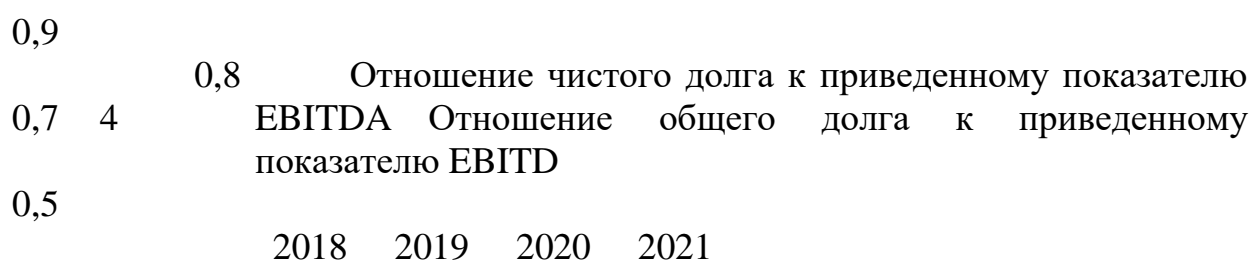 0,9
0,8 Отношение чистого долга к приведенному показателю
0,7 4 EBITDA Отношение общего долга к приведенному
показателю EBITD
0,5
2018 2019 2020 2021